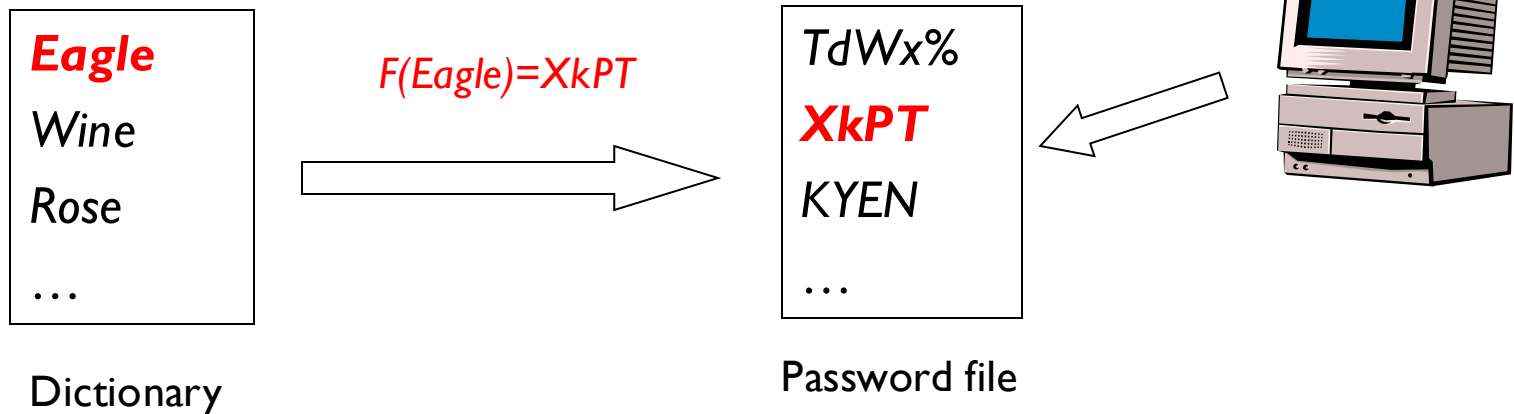 Eagle
Wine
Rose
…
Dictionary
F(Eagle)=XkPT
TdWx%
XkPT
KYEN
…
Password file